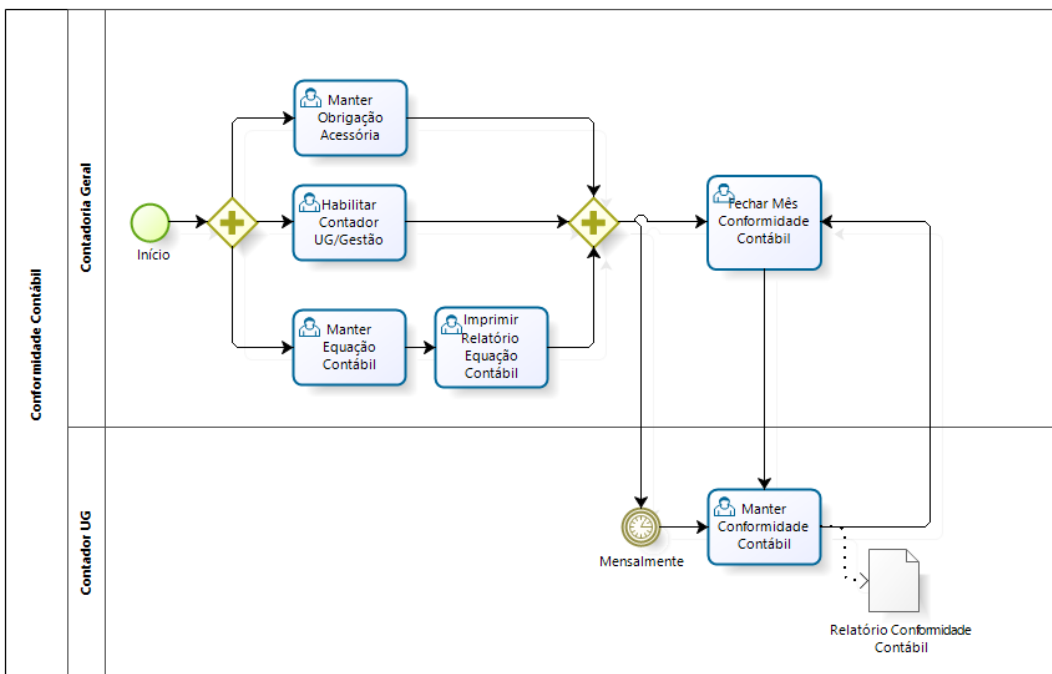 Conformidade Contábil
Contadoria Geral
Início
Manter
Obrigação
Acessória
Habilitar
Contador
UG/Gestão
Manter
Equação
Contábil
Imprimir
Relatório
Equação
Contábil
Fechar Mês
Conformidade
Contábil
Contador UG
Mensalmente
Manter
Conformidade
Contábil
Relatório Conformidade
Contábil